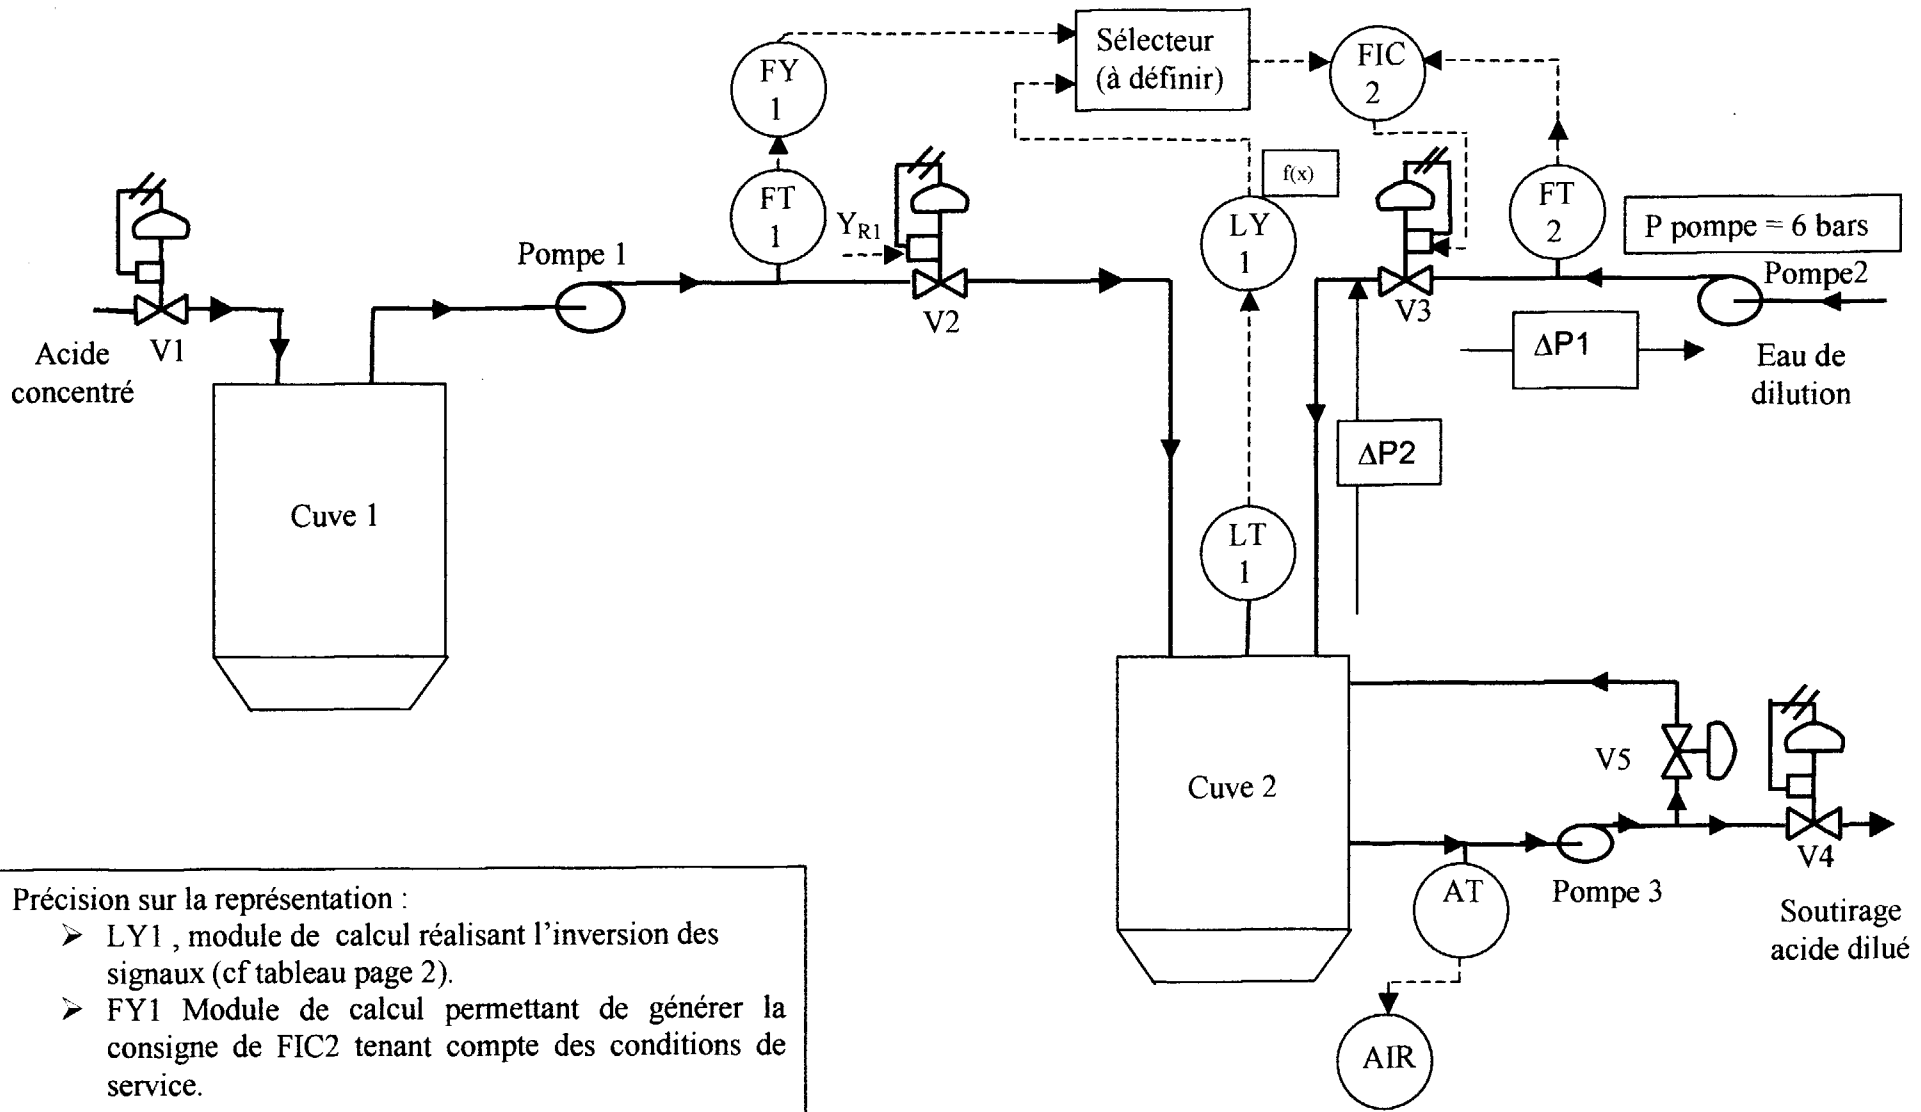 FY
1
Sélecteur
(à définir)
FIC
2
FT
1
Y_R1
f(x)
LY
1
FT
2
P pompe = 6 bars
Pompe 1
Pompe2
V1
V2
V3
ΔP1
Acide
concentré
Eau de
dilution
ΔP2
Cuve 1
LT
1
V5
Cuve 2
V4
AT
Pompe 3
Soutirage
acide dilué
AIR
Précision sur la représentation :
➤ LY1 , module de calcul réalisant l'inversion des
signaux (cf tableau page 2).
➤ FY1 Module de calcul permettant de générer la
consigne de FIC2 tenant compte des conditions de
service.